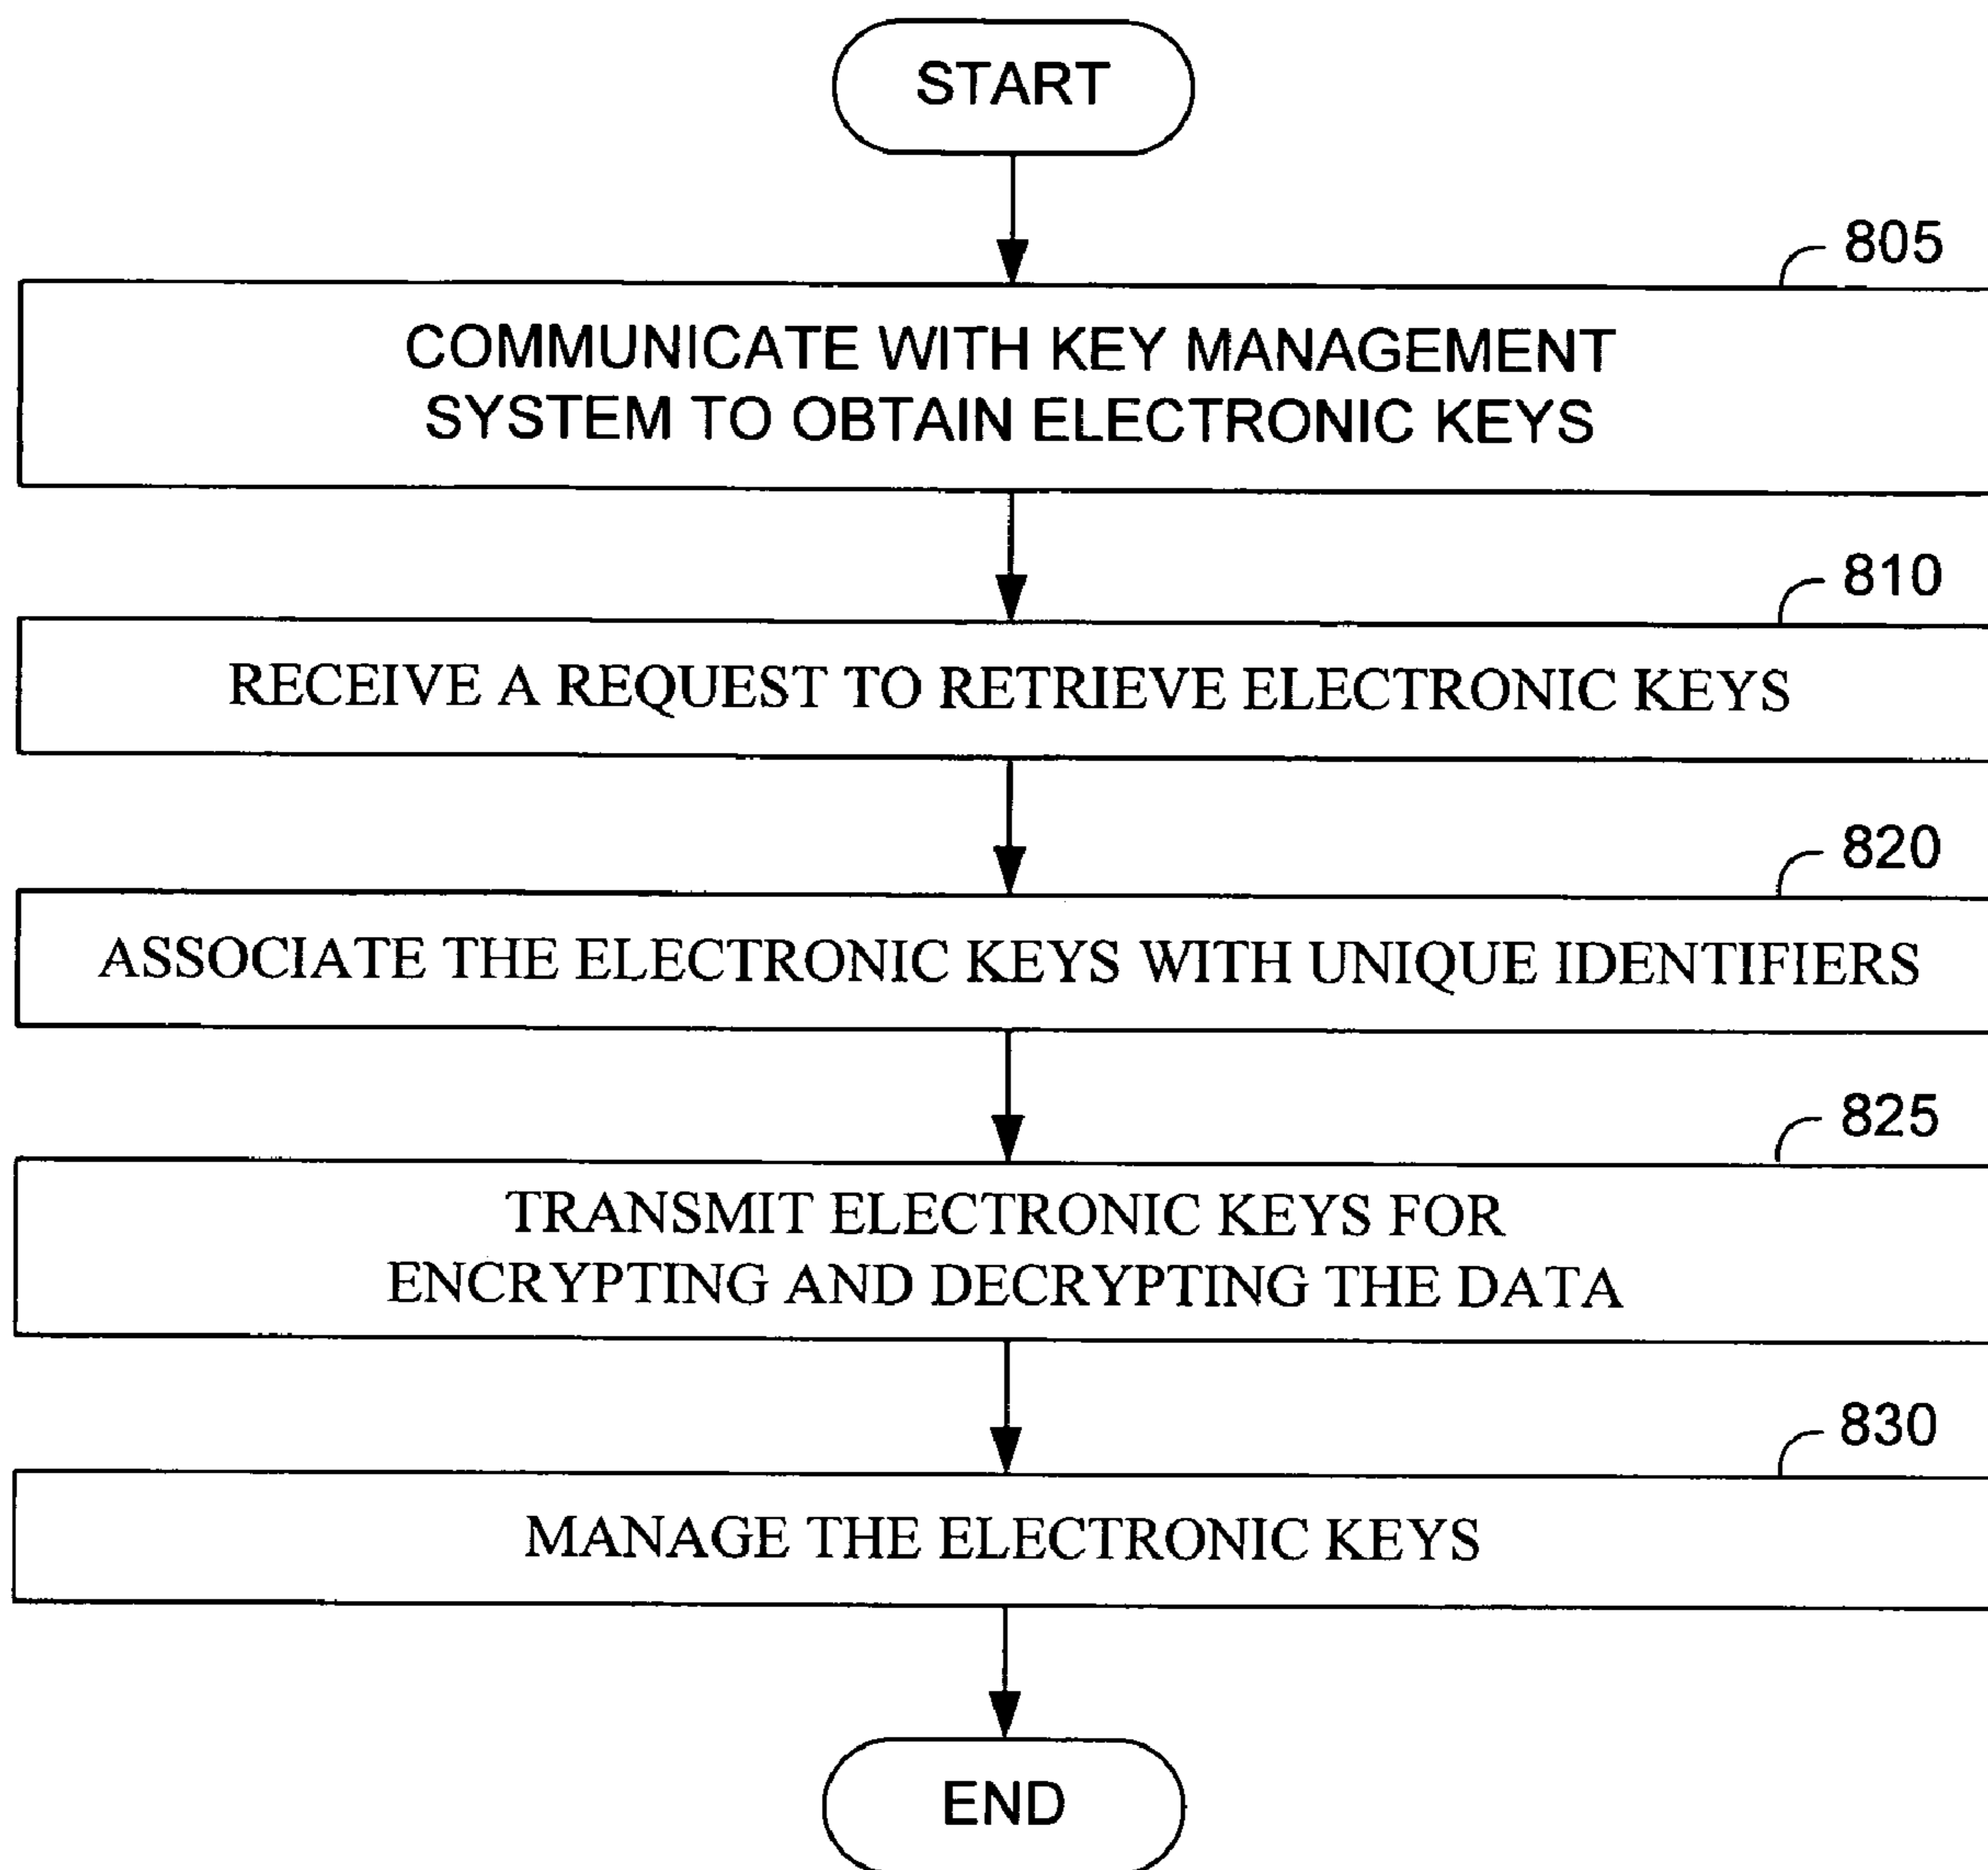 START
805
COMMUNICATE WITH KEY MANAGEMENT
SYSTEM TO OBTAIN ELECTRONIC KEYS
810
RECEIVE A REQUEST TO RETRIEVE ELECTRONIC KEYS
820
ASSOCIATE THE ELECTRONIC KEYS WITH UNIQUE IDENTIFIERS
825
TRANSMIT ELECTRONIC KEYS FOR
ENCRYPTING AND DECRYPTING THE DATA
830
MANAGE THE ELECTRONIC KEYS
END